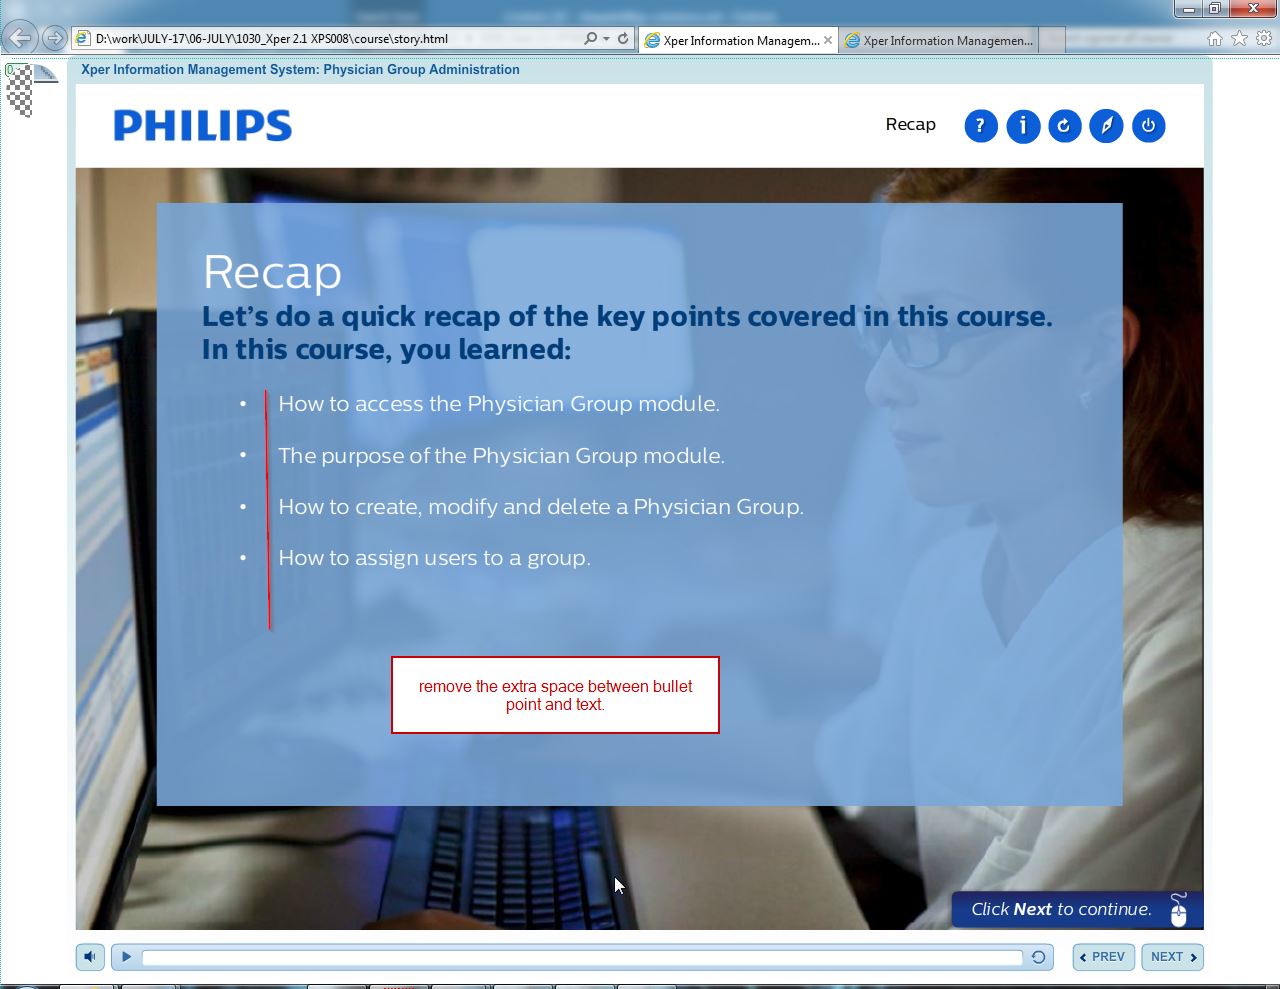 D:\work\JULY-17\06-JULY\1030_Xper 2.1 XPS008\course\story.html
Xper Information Managem...
Xper Information Managemen...
Xper Information Management System: Physician Group Administration
PHILIPS
Recap
?
i
Recap
Let's do a quick recap of the key points covered in this course.
In this course, you learned:
• How to access the Physician Group module.
• The purpose of the Physician Group module.
• How to create, modify and delete a Physician Group.
• How to assign users to a group.
remove the extra space between bullet
point and text.
Click Next to continue.
PREV
NEXT